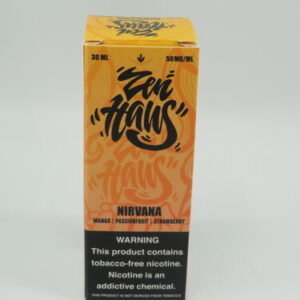 30 ML 50MG/ML
Zen
Haus
NIRVANA
MANGO | PASSIONFRUIT | STRAWBERRY
WARNING
This product contains
tobacco-free nicotine.
Nicotine is an
addictive chemical.
THIS PRODUCT IS NOT DERIVED FROM TOBACCO